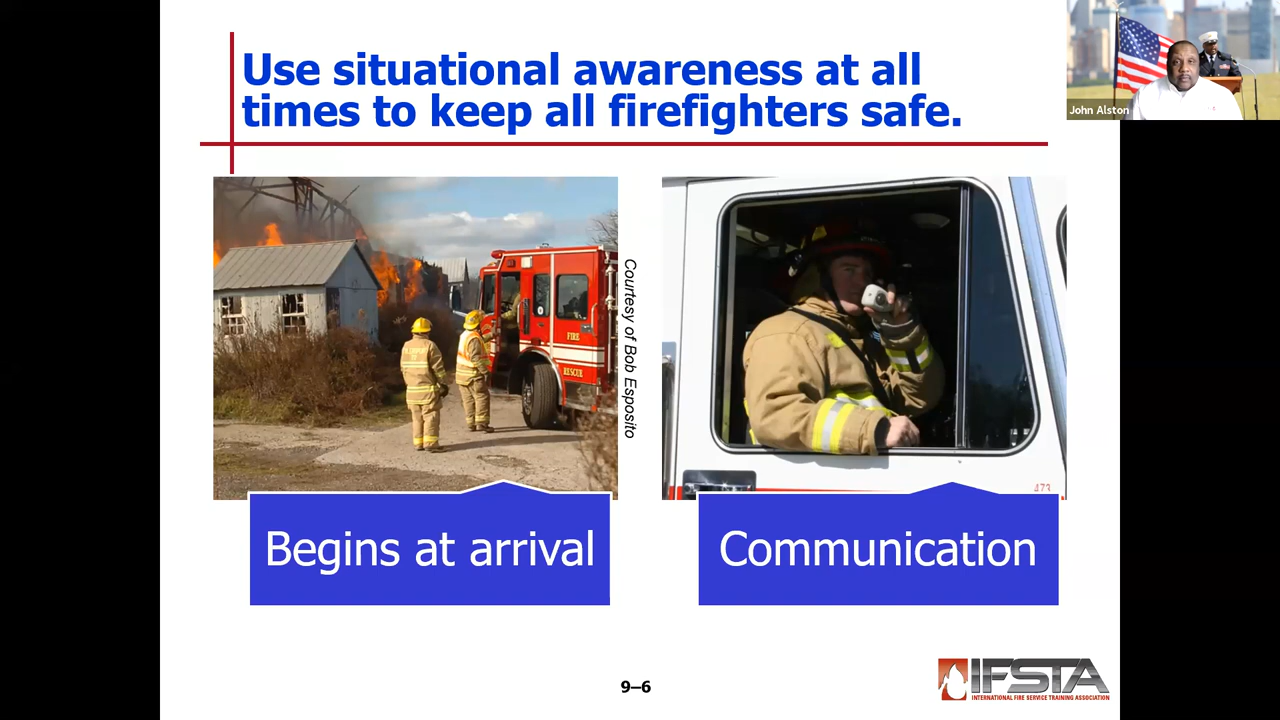 Use situational awareness at all
times to keep all firefighters safe.
John Alston
Courtesy of Bob Esposito
FIRE
RESCUE
473
Begins at arrival
Communication
9–6
IFSTA
INTERNATIONAL FIRE SERVICE TRAINING ASSOCIATION